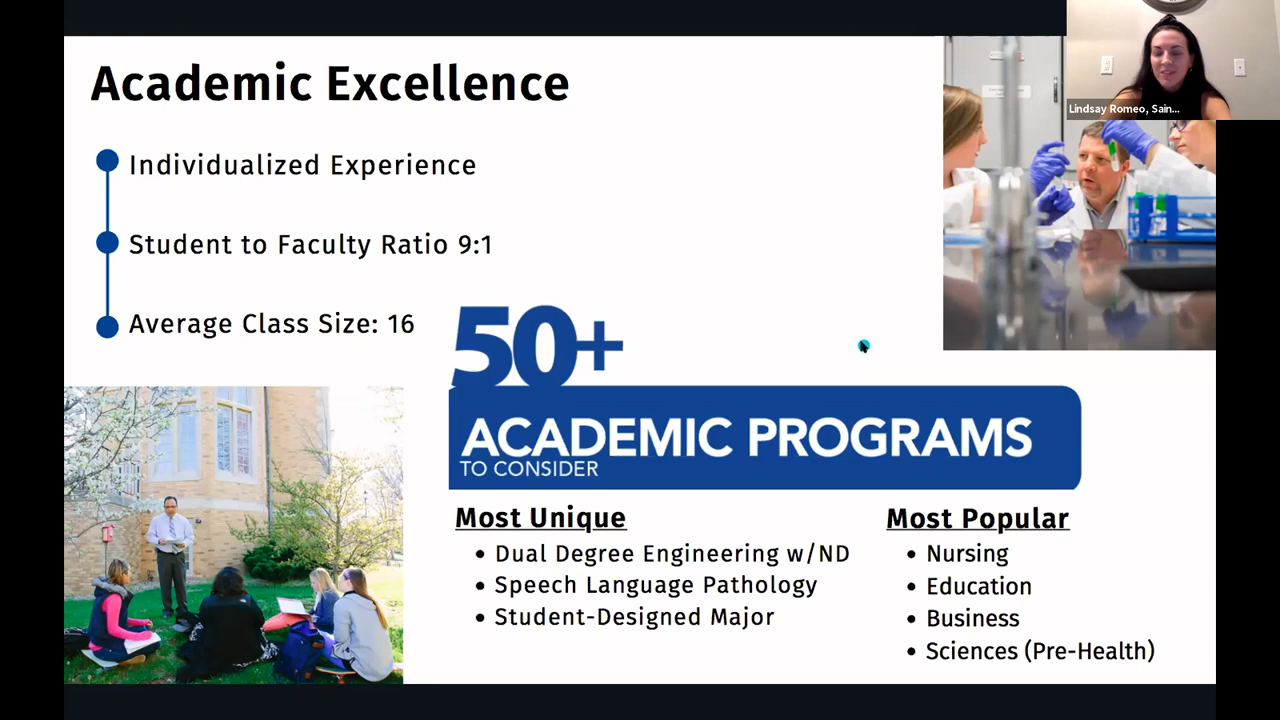 Academic Excellence
Individualized Experience
Student to Faculty Ratio 9:1
Average Class Size: 16
50+
ACADEMIC PROGRAMS
TO CONSIDER
Most Unique
• Dual Degree Engineering w/ND
• Speech Language Pathology
• Student-Designed Major
Most Popular
• Nursing
• Education
• Business
• Sciences (Pre-Health)
Lindsay Romeo, Sain...